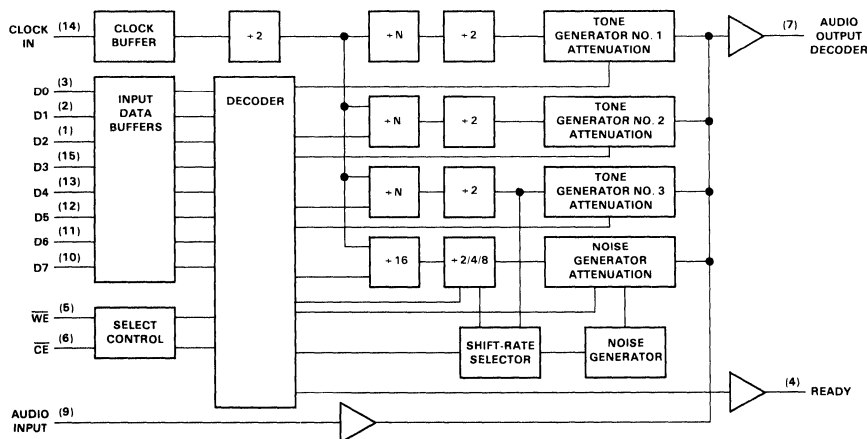 CLOCK IN (14)
CLOCK BUFFER
÷2
÷N
÷2
TONE GENERATOR NO. 1 ATTENUATION
(7) AUDIO OUTPUT DECODER
D0 (3)
D1 (2)
D2 (1)
D3 (15)
D4 (13)
D5 (12)
D6 (11)
D7 (10)
INPUT DATA BUFFERS
DECODER
÷N
÷2
TONE GENERATOR NO. 2 ATTENUATION
÷N
÷2
TONE GENERATOR NO. 3 ATTENUATION
÷16
÷2/4/8
NOISE GENERATOR ATTENUATION
W̅E̅ (5)
C̅E̅ (6)
SELECT CONTROL
SHIFT-RATE SELECTOR
NOISE GENERATOR
(4) READY
AUDIO INPUT (9)